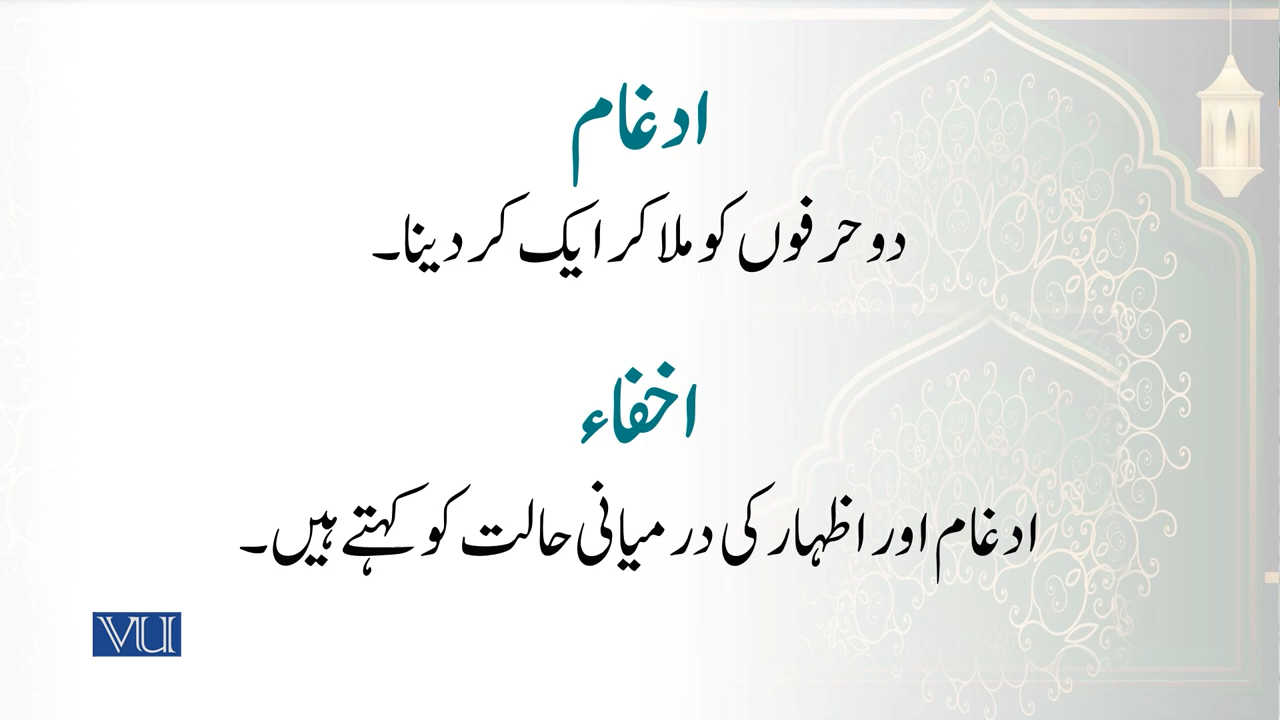 ادغام
دو حرفوں کو ملا کر ایک کر دینا۔
اخفاء
ادغام اور اظہار کی درمیانی حالت کو کہتے ہیں۔
VU